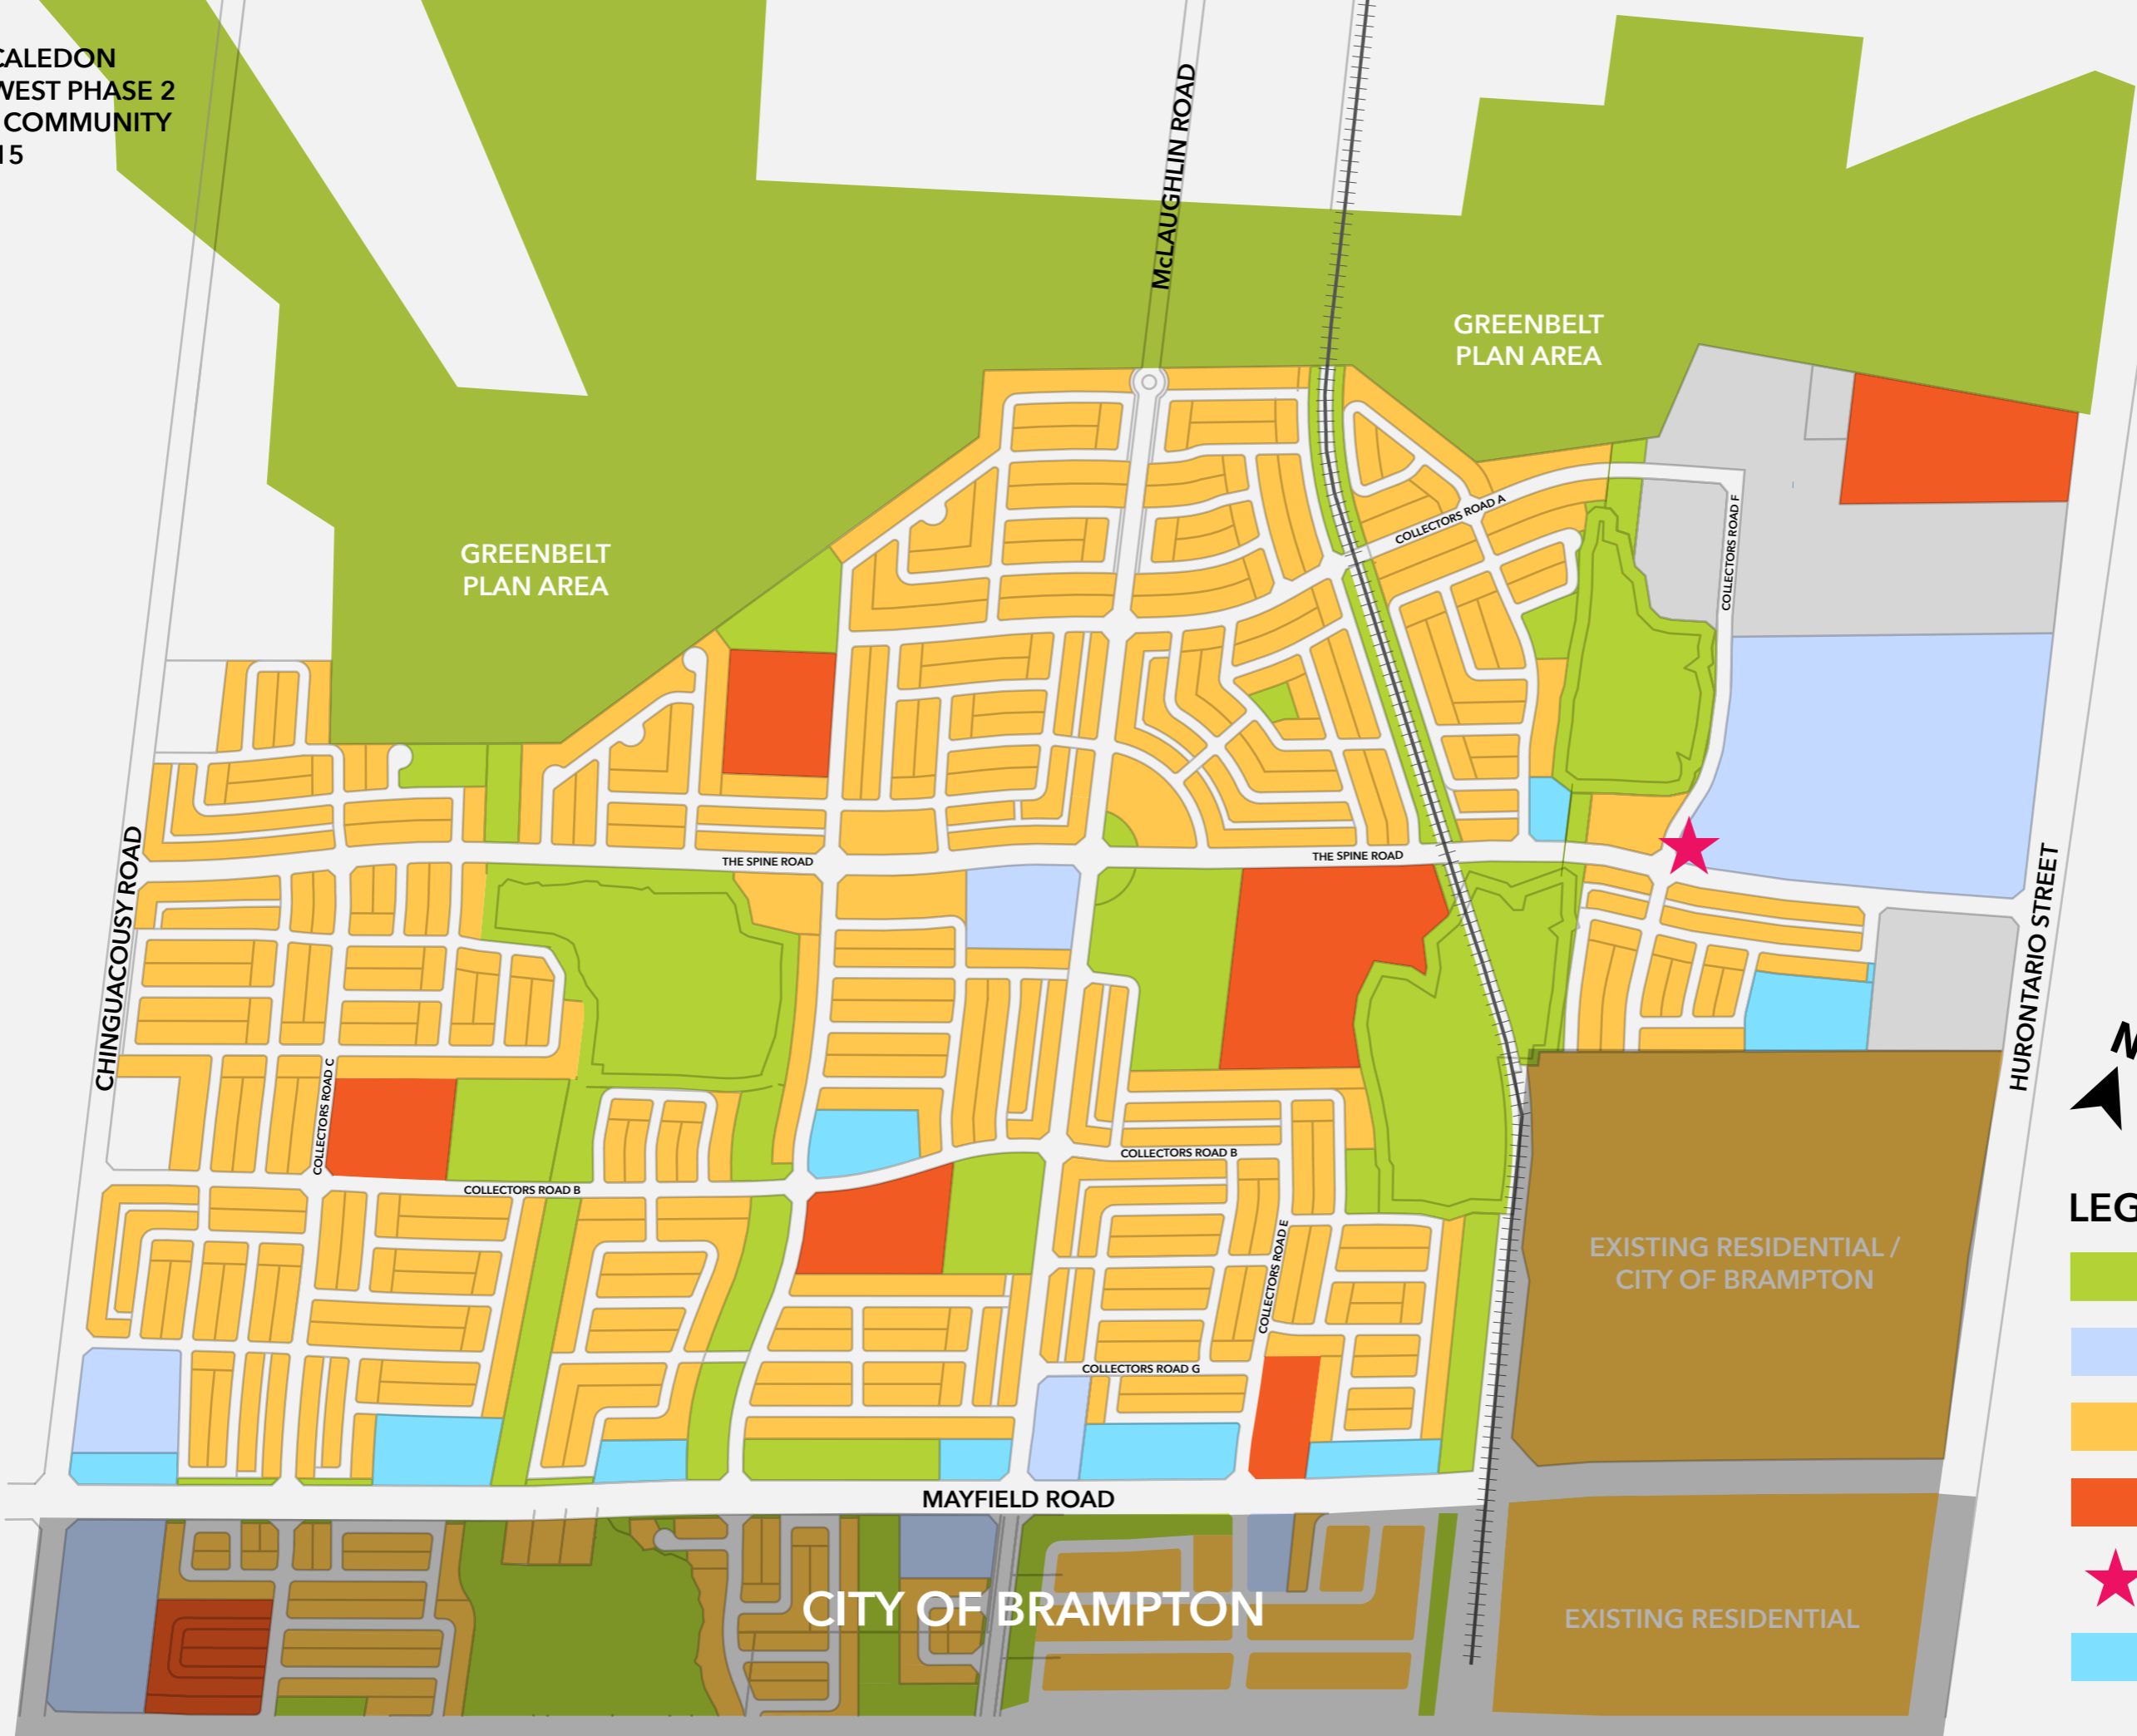 CALEDON
WEST PHASE 2
COMMUNITY
15
McLAUGHLIN ROAD
GREENBELT
PLAN AREA
COLLECTORS ROAD A
COLLECTORS ROAD F
GREENBELT
PLAN AREA
CHINGUACOUSY ROAD
THE SPINE ROAD
THE SPINE ROAD
HURONTARIO STREET
N
COLLECTORS ROAD C
COLLECTORS ROAD B
COLLECTORS ROAD B
LEG
EXISTING RESIDENTIAL /
CITY OF BRAMPTON
COLLECTORS ROAD E
COLLECTORS ROAD G
MAYFIELD ROAD
CITY OF BRAMPTON
EXISTING RESIDENTIAL